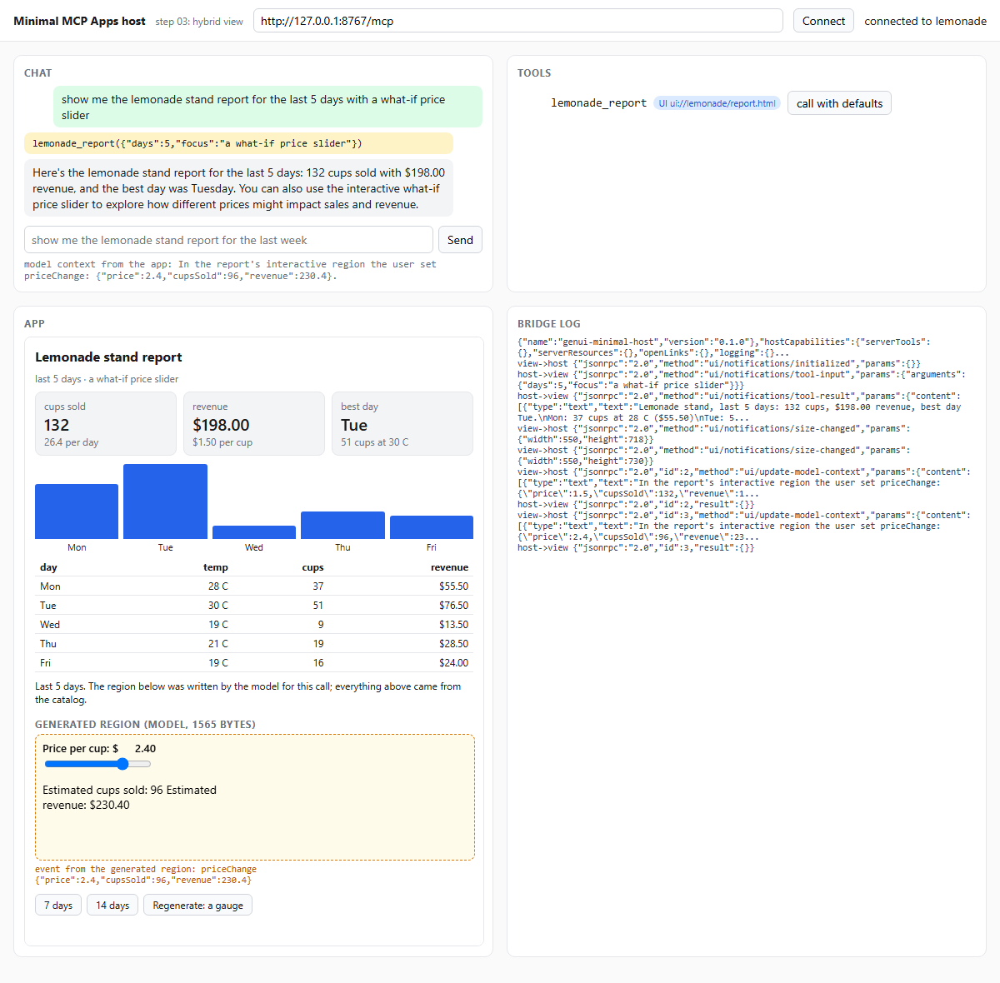 Minimal MCP Apps host
step 03: hybrid view
http://127.0.0.1:8767/mcp
Connect
connected to lemonade
CHAT
show me the lemonade stand report for the last 5 days with a what-if price
slider
lemonade_report({"days":5,"focus":"a what-if price slider"})
Here's the lemonade stand report for the last 5 days: 132 cups sold with $198.00
revenue, and the best day was Tuesday. You can also use the interactive what-if
price slider to explore how different prices might impact sales and revenue.
show me the lemonade stand report for the last week
Send
model context from the app: In the report's interactive region the user set
priceChange: {"price":2.4,"cupsSold":96,"revenue":230.4}.
TOOLS
lemonade_report
UI ui://lemonade/report.html
call with defaults
APP
Lemonade stand report
last 5 days · a what-if price slider
cups sold
132
26.4 per day
revenue
$198.00
$1.50 per cup
best day
Tue
51 cups at 30 C
Mon Tue Wed Thu Fri
day temp cups revenue
Mon 28 C 37 $55.50
Tue 30 C 51 $76.50
Wed 19 C 9 $13.50
Thu 21 C 19 $28.50
Fri 19 C 16 $24.00
Last 5 days. The region below was written by the model for this call; everything above came from
the catalog.
GENERATED REGION (MODEL, 1565 BYTES)
Price per cup: $ 2.40
Estimated cups sold: 96 Estimated
revenue: $230.40
event from the generated region: priceChange
{"price":2.4,"cupsSold":96,"revenue":230.4}
7 days
14 days
Regenerate: a gauge
BRIDGE LOG
{"name":"genui-minimal-host","version":"0.1.0"},"hostCapabilities":{"serverTools":
{},"serverResources":{},"openLinks":{},"logging":{}...
view->host {"jsonrpc":"2.0","method":"ui/notifications/initialized","params":{}}
host->view {"jsonrpc":"2.0","method":"ui/notifications/tool-input","params":{"arguments":
{"days":5,"focus":"a what-if price slider"}}}
host->view {"jsonrpc":"2.0","method":"ui/notifications/tool-result","params":{"content":
[{"type":"text","text":"Lemonade stand, last 5 days: 132 cups, $198.00 revenue, best day
Tue.\nMon: 37 cups at 28 C ($55.50)\nTue: 5...
view->host {"jsonrpc":"2.0","method":"ui/notifications/size-changed","params":
{"width":550,"height":718}}
view->host {"jsonrpc":"2.0","method":"ui/notifications/size-changed","params":
{"width":550,"height":730}}
view->host {"jsonrpc":"2.0","id":2,"method":"ui/update-model-context","params":{"content":
[{"type":"text","text":"In the report's interactive region the user set priceChange:
{\"price\":1.5,\"cupsSold\":132,\"revenue\":1...
host->view {"jsonrpc":"2.0","id":2,"result":{}}
view->host {"jsonrpc":"2.0","id":3,"method":"ui/update-model-context","params":{"content":
[{"type":"text","text":"In the report's interactive region the user set priceChange:
{\"price\":2.4,\"cupsSold\":96,\"revenue\":23...
host->view {"jsonrpc":"2.0","id":3,"result":{}}